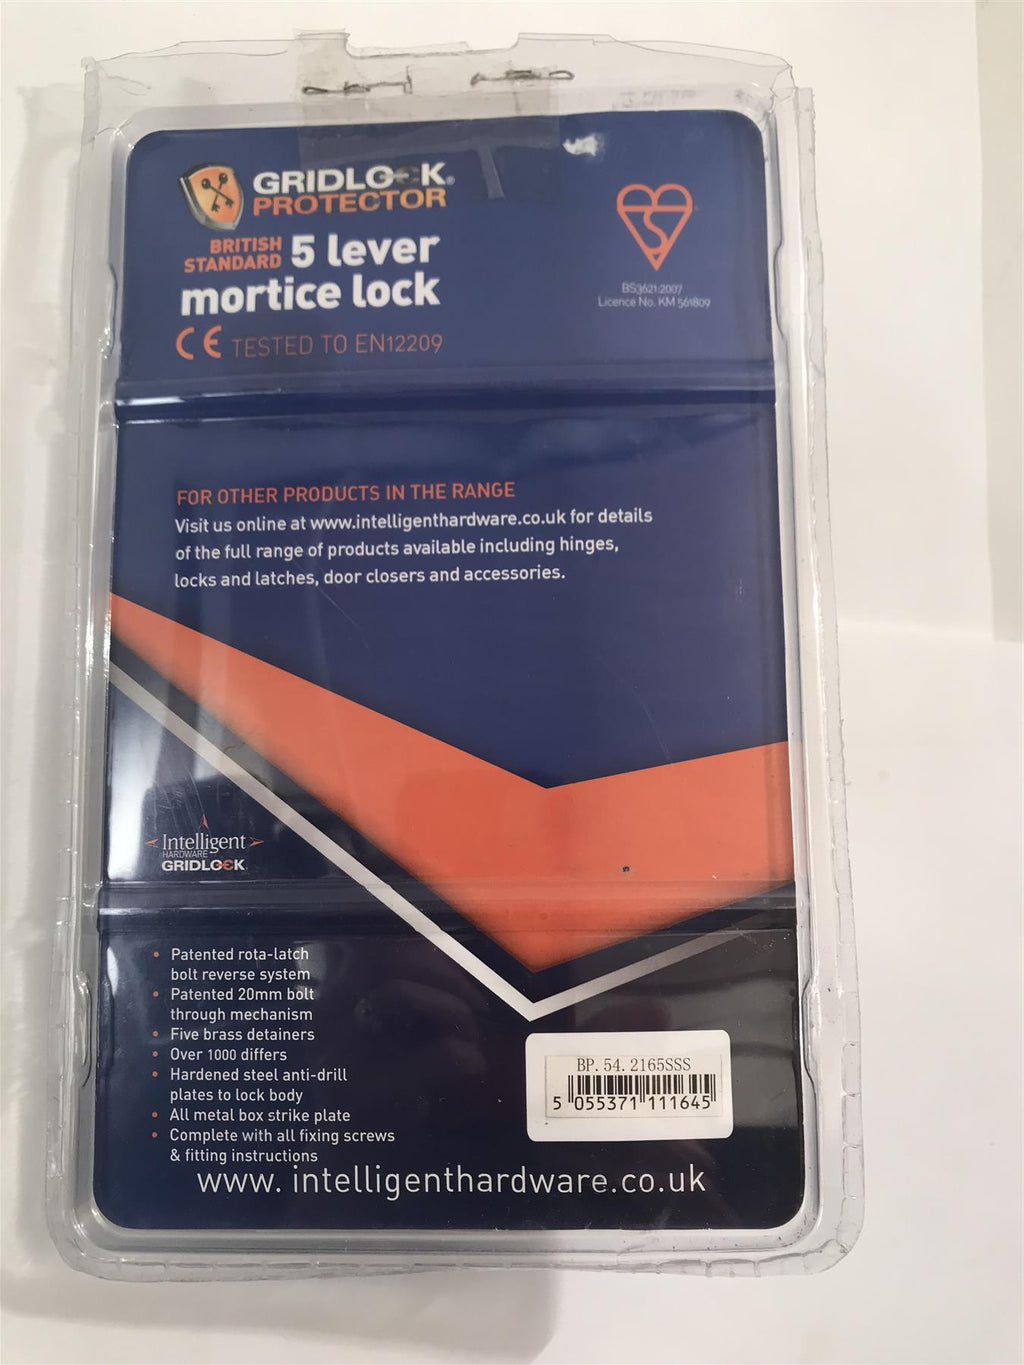 GRIDLOCK®
PROTECTOR
BRITISH
STANDARD 5 lever
mortice lock
CE TESTED TO EN12209
BS3621:2007
Licence No. KM 561809
FOR OTHER PRODUCTS IN THE RANGE
Visit us online at www.intelligenthardware.co.uk for details
of the full range of products available including hinges,
locks and latches, door closers and accessories.
Intelligent
HARDWARE
GRIDLOCK
• Patented rota-latch
bolt reverse system
• Patented 20mm bolt
through mechanism
• Five brass detainers
• Over 1000 differs
• Hardened steel anti-drill
plates to lock body
• All metal box strike plate
• Complete with all fixing screws
& fitting instructions
BP. 54. 2165SSS
5 055371 111645
www. intelligenthardware.co.uk